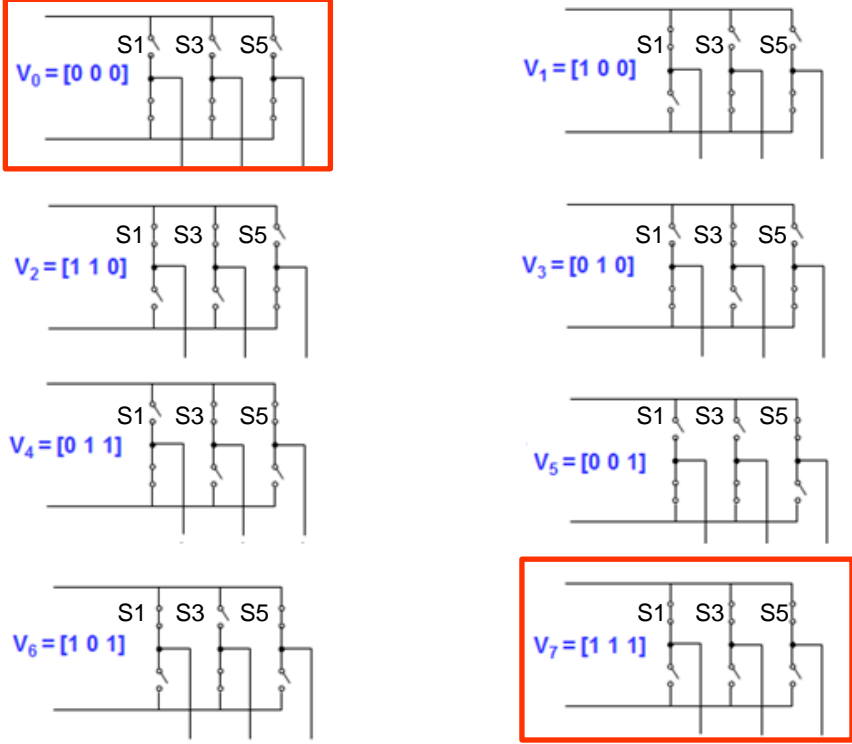 S1 S3 S5
V₀ = [0 0 0]
S1 S3 S5
V₁ = [1 0 0]
S1 S3 S5
V₂ = [1 1 0]
S1 S3 S5
V₃ = [0 1 0]
S1 S3 S5
V₄ = [0 1 1]
S1 S3 S5
V₅ = [0 0 1]
S1 S3 S5
V₆ = [1 0 1]
S1 S3 S5
V₇ = [1 1 1]